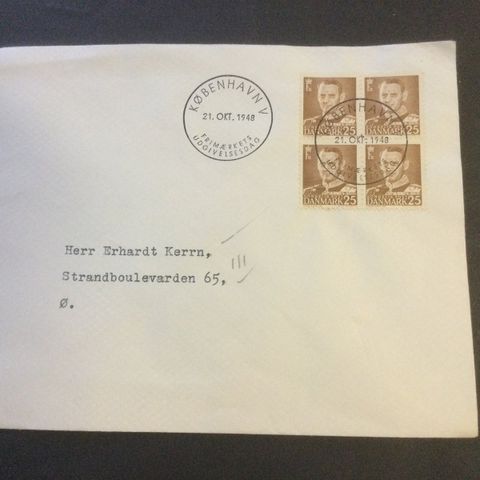 KØBENHAVN V
21. OKT. 1948
FRIMÆRKETS
UDGIVELSESDAG
DANMARK 25
DANMARK 25
KØBENHAVN V
21. OKT. 1948
DANMARK 25
DANMARK 25
Herr Erhardt Kerrn,
Strandboulevarden 65,
Ø.